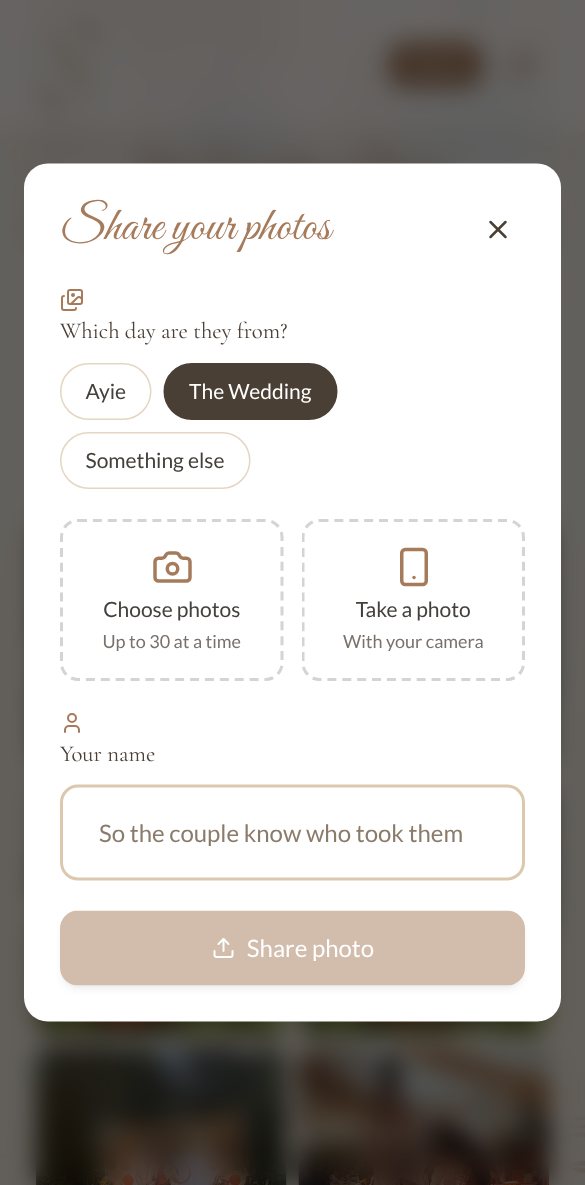 Share your photos
Which day are they from?
Ayie
The Wedding
Something else
Choose photos
Up to 30 at a time
Take a photo
With your camera
Your name
So the couple know who took them
Share photo